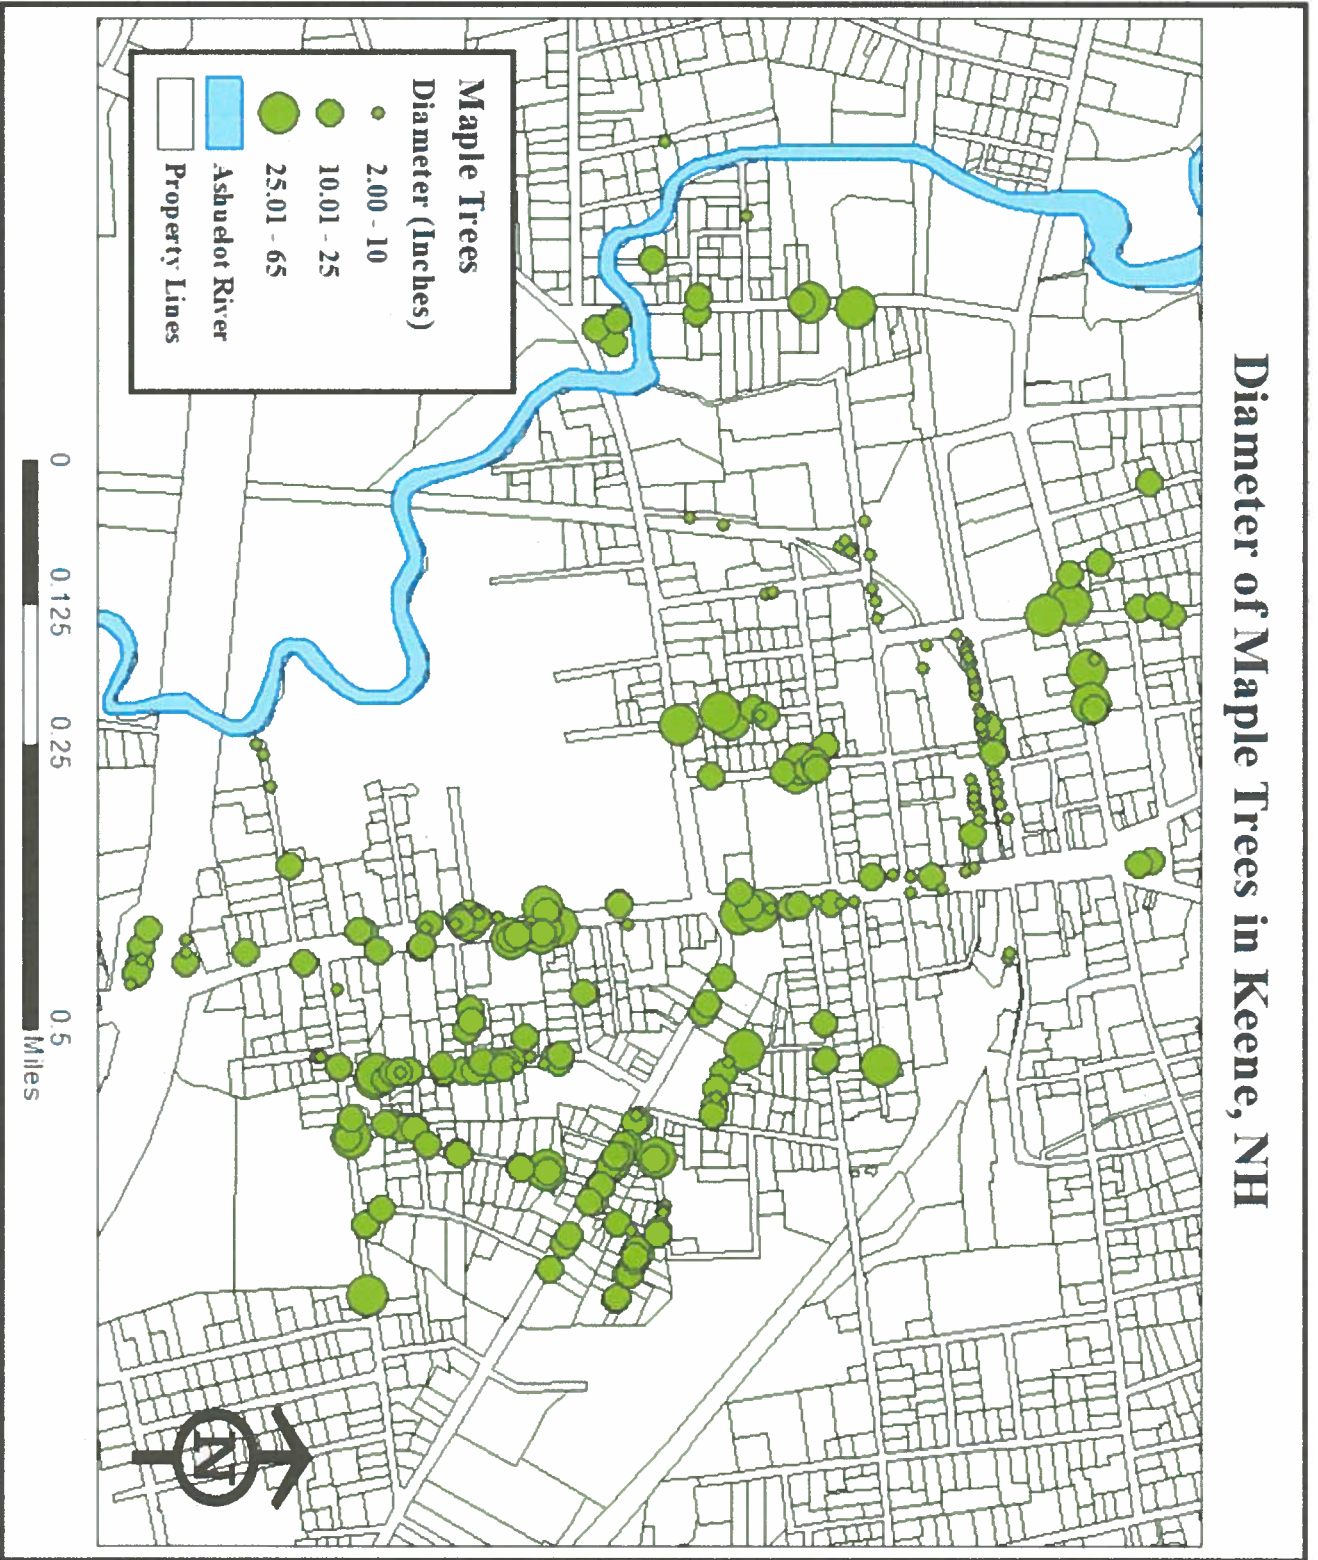 Diameter of Maple Trees in Keene, NH
Maple Trees
Diameter (Inches)
2.00 - 10
10.01 - 25
25.01 - 65
Ashuelot River
Property Lines
0 0.125 0.25 0.5
Miles
N